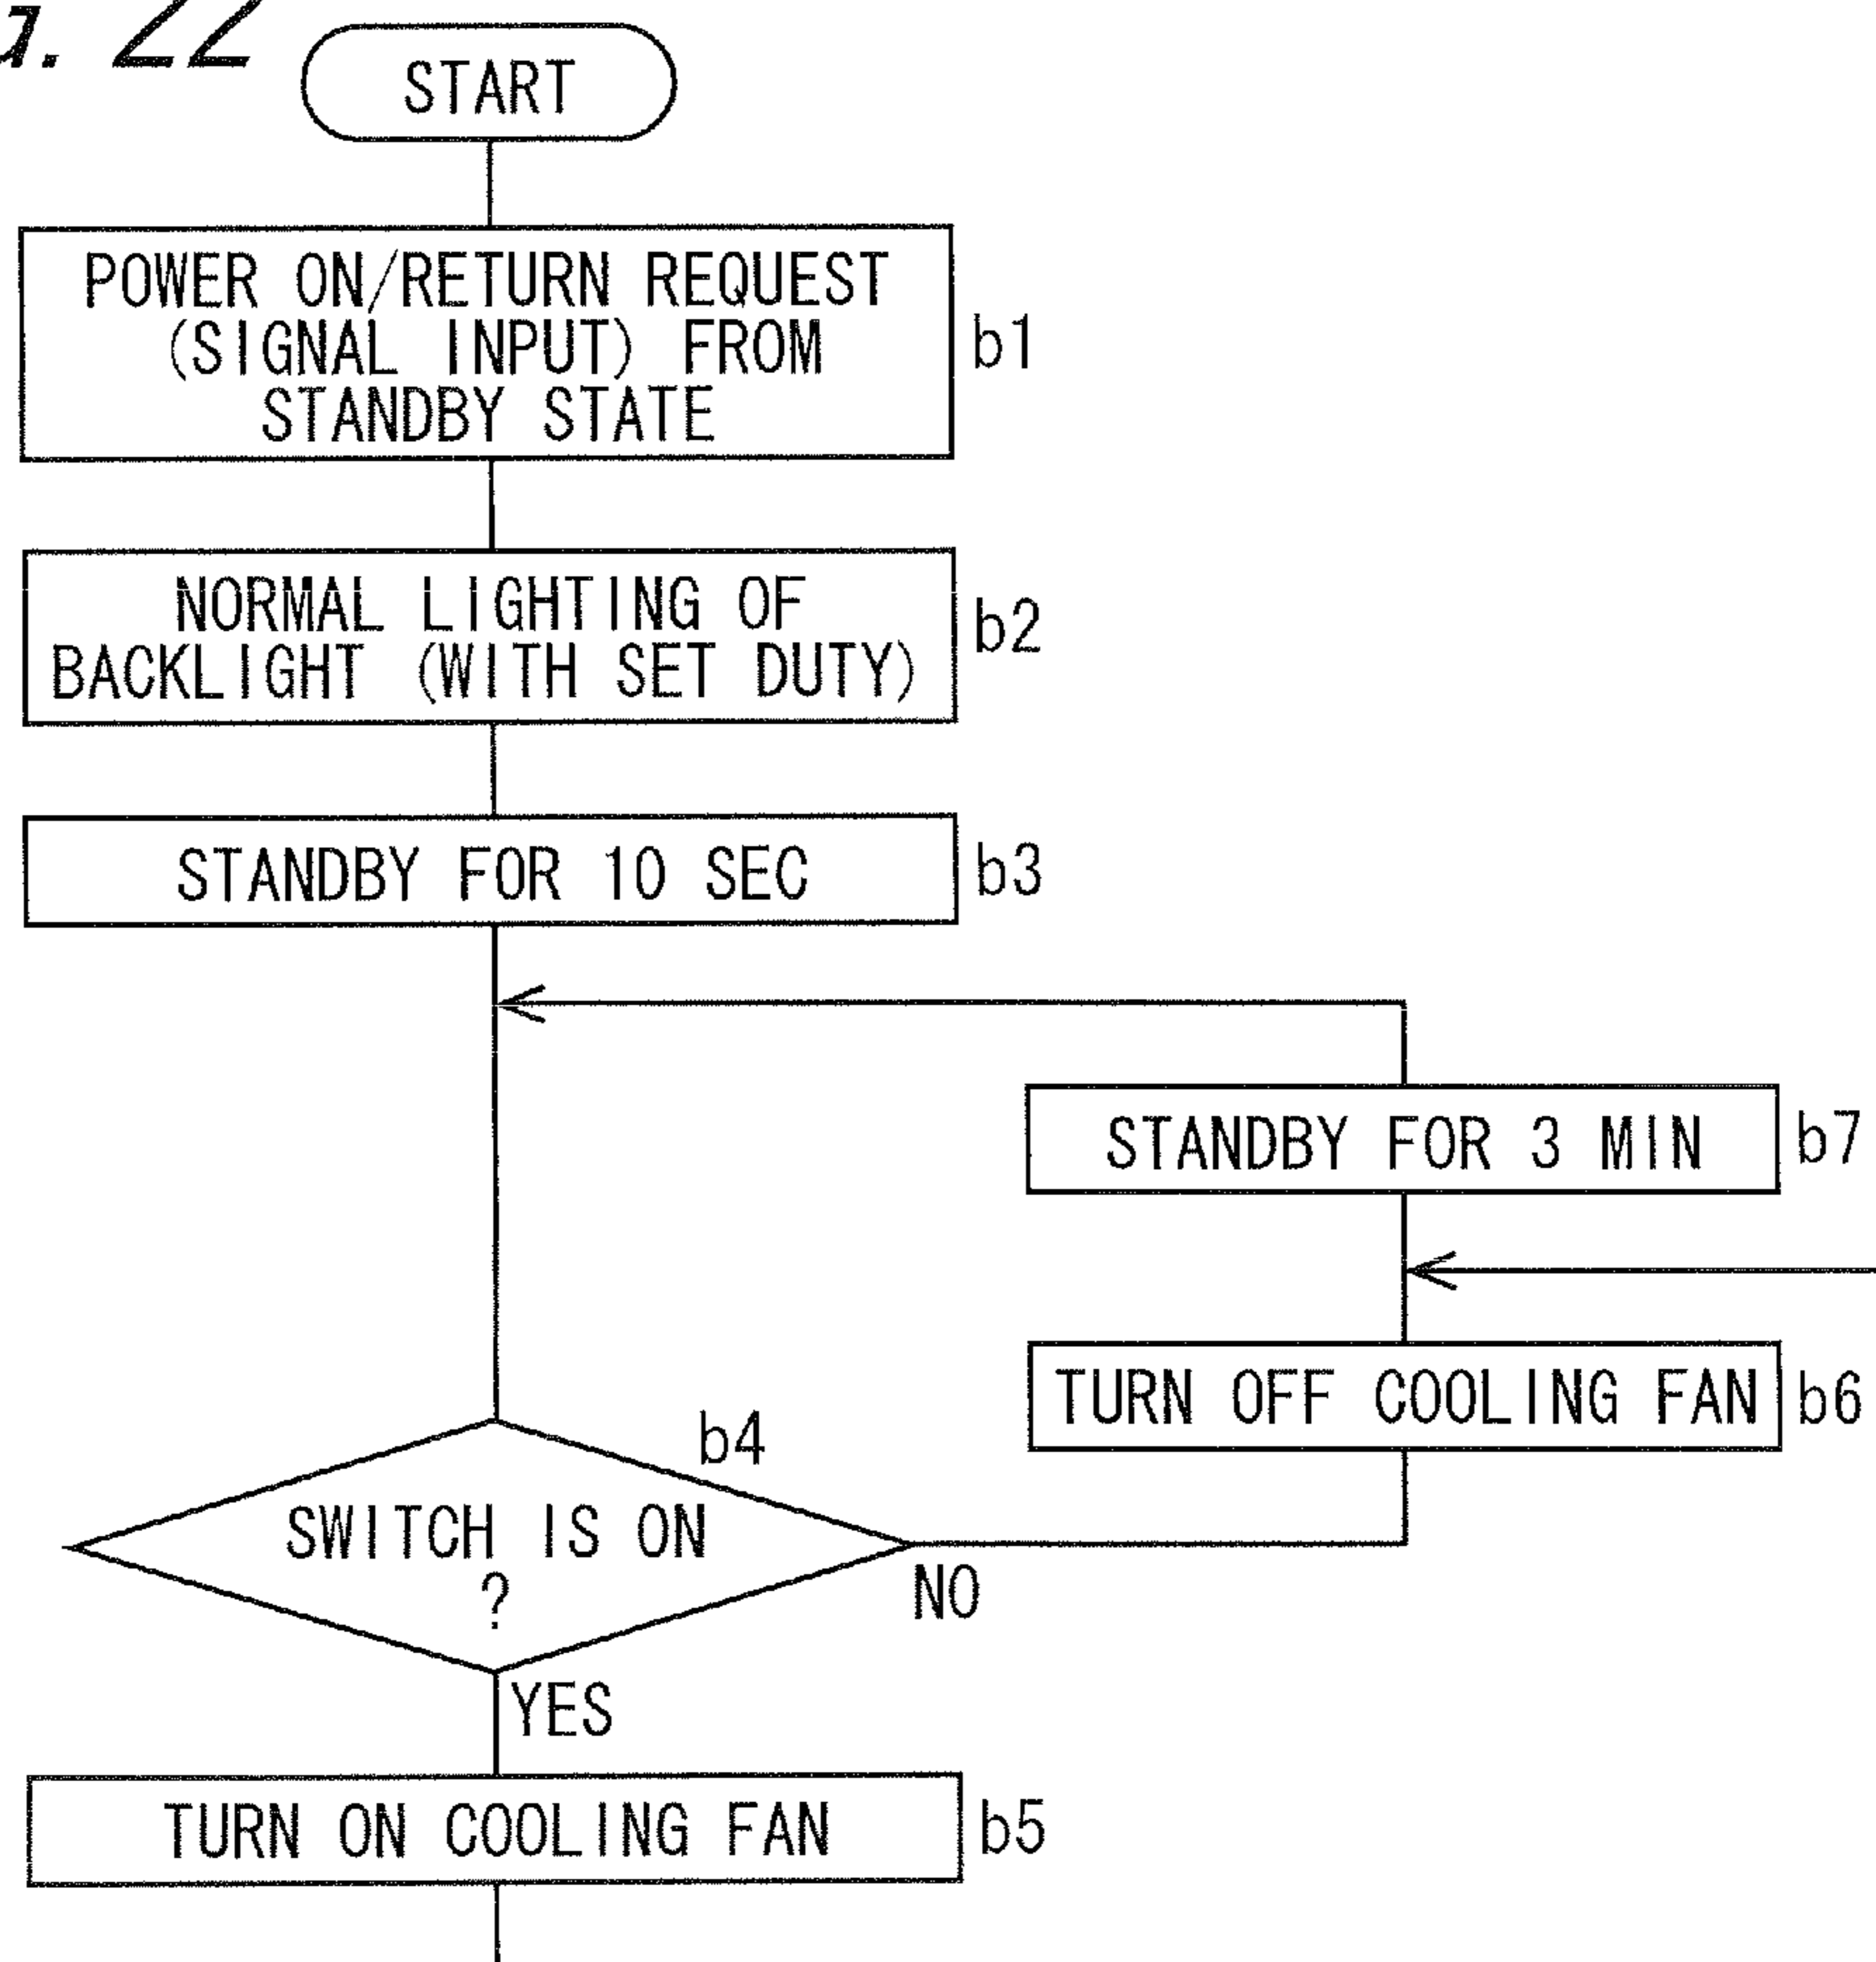 22
START
POWER ON/RETURN REQUEST
(SIGNAL INPUT) FROM
STANDBY STATE
b1
NORMAL LIGHTING OF
BACKLIGHT (WITH SET DUTY)
b2
STANDBY FOR 10 SEC
b3
STANDBY FOR 3 MIN
b7
TURN OFF COOLING FAN
b6
b4
SWITCH IS ON
?
NO
YES
TURN ON COOLING FAN
b5